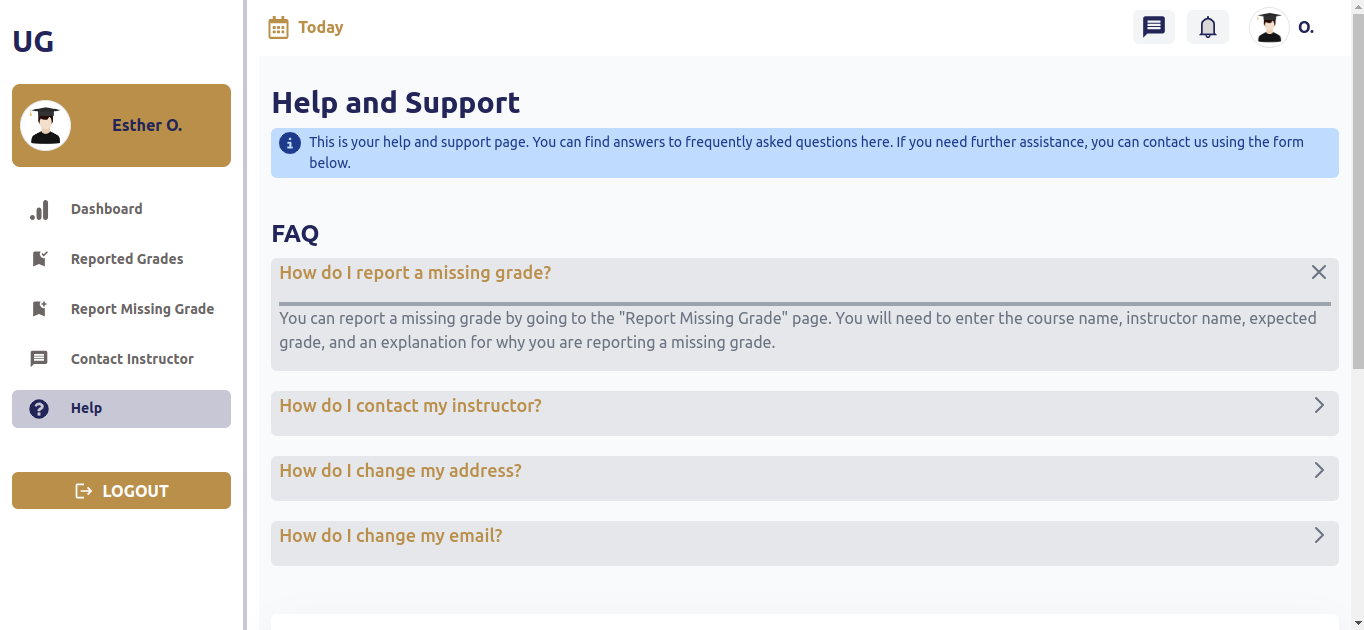 UG
Esther O.
Dashboard
Reported Grades
Report Missing Grade
Contact Instructor
Help
LOGOUT
Today
O.
Help and Support
This is your help and support page. You can find answers to frequently asked questions here. If you need further assistance, you can contact us using the form
below.
FAQ
How do I report a missing grade?
You can report a missing grade by going to the "Report Missing Grade" page. You will need to enter the course name, instructor name, expected
grade, and an explanation for why you are reporting a missing grade.
How do I contact my instructor?
How do I change my address?
How do I change my email?